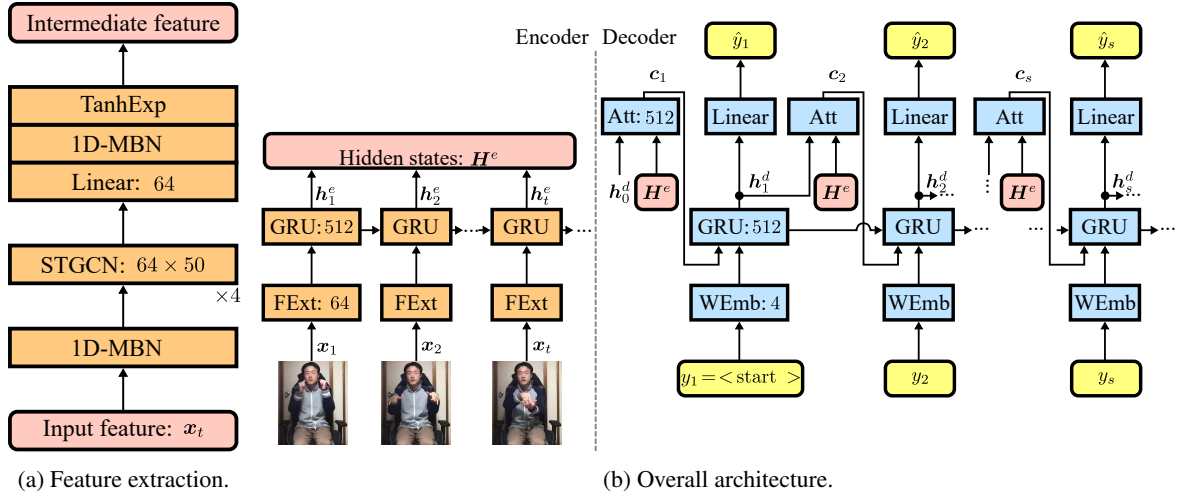 Intermediate feature
TanhExp
1D-MBN
Linear: 64
STGCN: 64 × 50
×4
1D-MBN
Input feature: x_t
(a) Feature extraction.
Encoder
Decoder
Hidden states: H^e
h_1^e
h_2^e
h_t^e
GRU: 512
GRU
...
GRU
...
FExt: 64
FExt
FExt
x_1
x_2
x_t
ŷ_1
ŷ_2
ŷ_s
c_1
c_2
c_s
Att: 512
Linear
Att
Linear
Att
Linear
h_0^d
H^e
h_1^d
H^e
h_2^d
...
⋮
H^e
h_s^d
...
GRU: 512
GRU
...
...
GRU
...
WEmb: 4
WEmb
WEmb
y_1 = < start >
y_2
y_s
(b) Overall architecture.